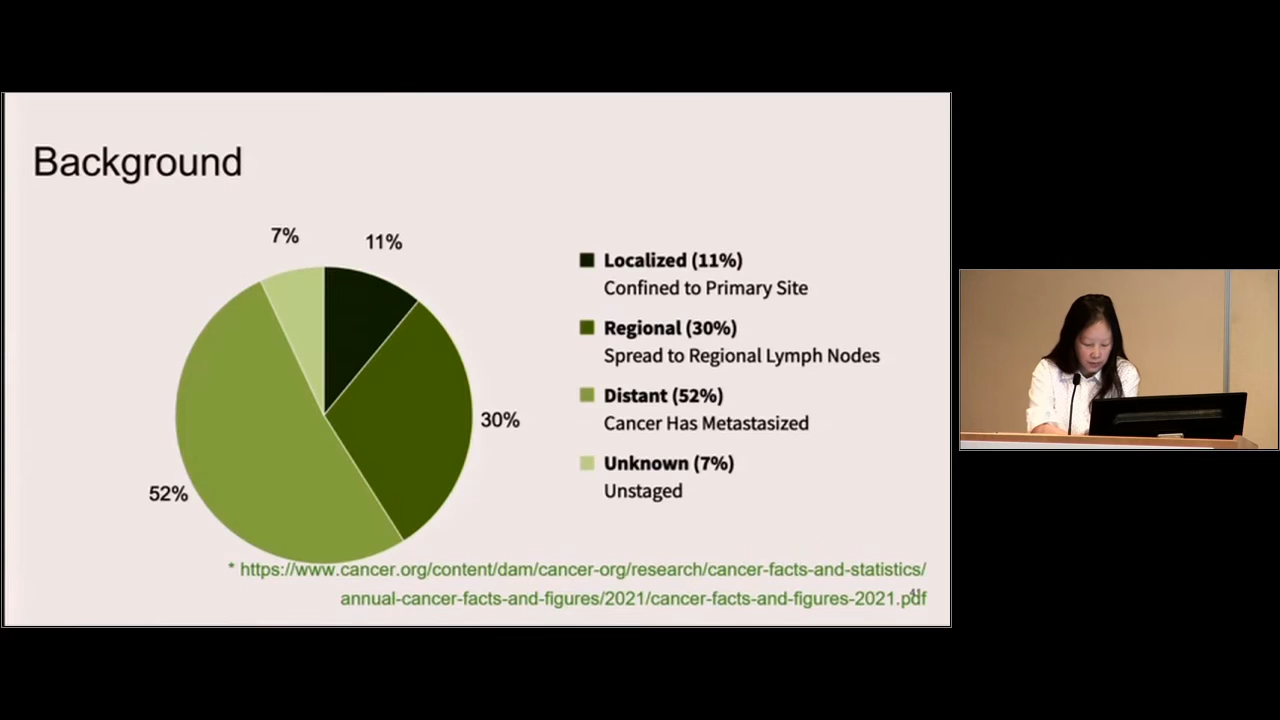 Background
7%
11%
30%
52%
Localized (11%)
Confined to Primary Site
Regional (30%)
Spread to Regional Lymph Nodes
Distant (52%)
Cancer Has Metastasized
Unknown (7%)
Unstaged
* https://www.cancer.org/content/dam/cancer-org/research/cancer-facts-and-statistics/
annual-cancer-facts-and-figures/2021/cancer-facts-and-figures-2021.pdf